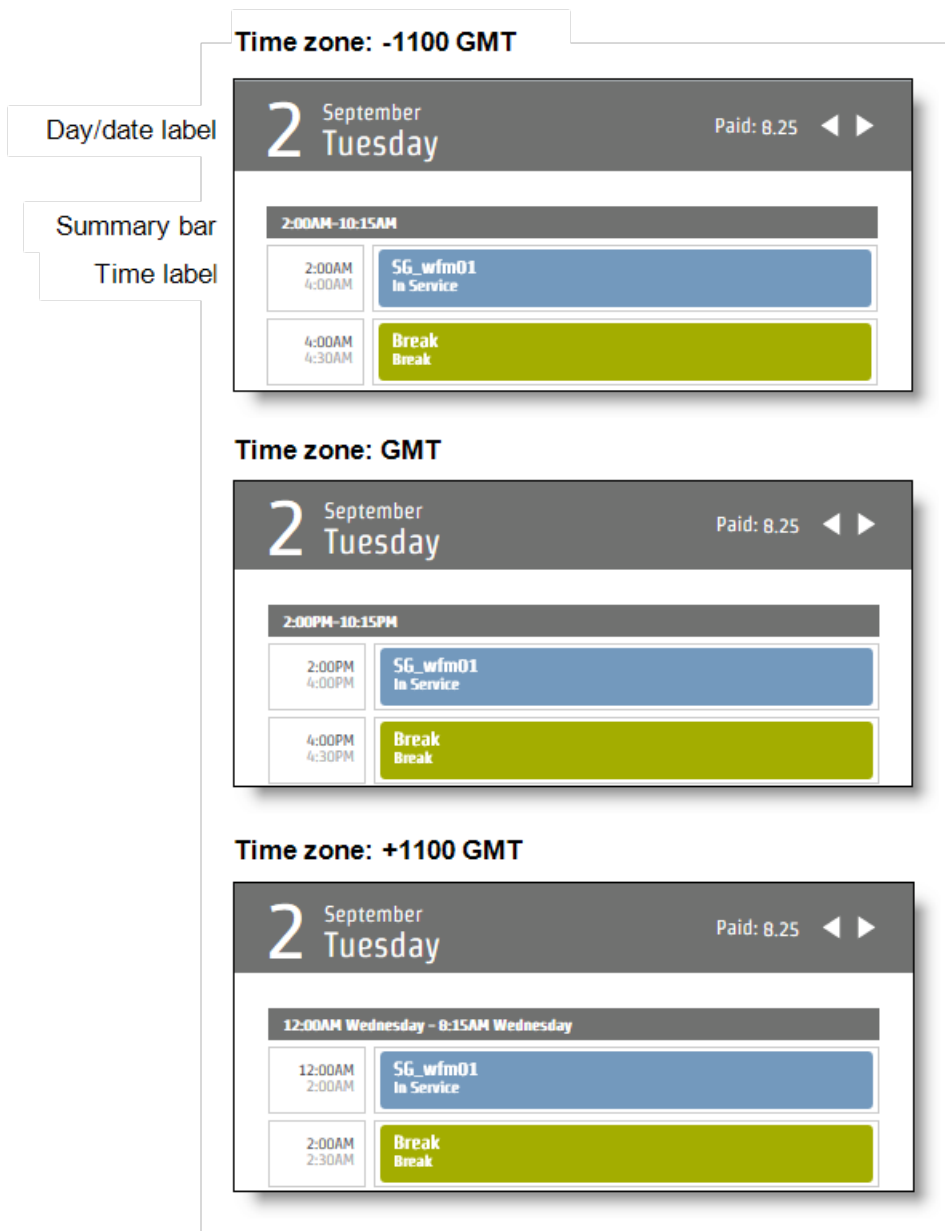 Time zone: -1100 GMT
Day/date label
2 September
Tuesday
Paid: 8.25
Summary bar
2:00AM-10:15AM
Time label
2:00AM
4:00AM
SG_wfm01
In Service
4:00AM
4:30AM
Break
Break
Time zone: GMT
2 September
Tuesday
Paid: 8.25
2:00PM-10:15PM
2:00PM
4:00PM
SG_wfm01
In Service
4:00PM
4:30PM
Break
Break
Time zone: +1100 GMT
2 September
Tuesday
Paid: 8.25
12:00AM Wednesday - 8:15AM Wednesday
12:00AM
2:00AM
SG_wfm01
In Service
2:00AM
2:30AM
Break
Break